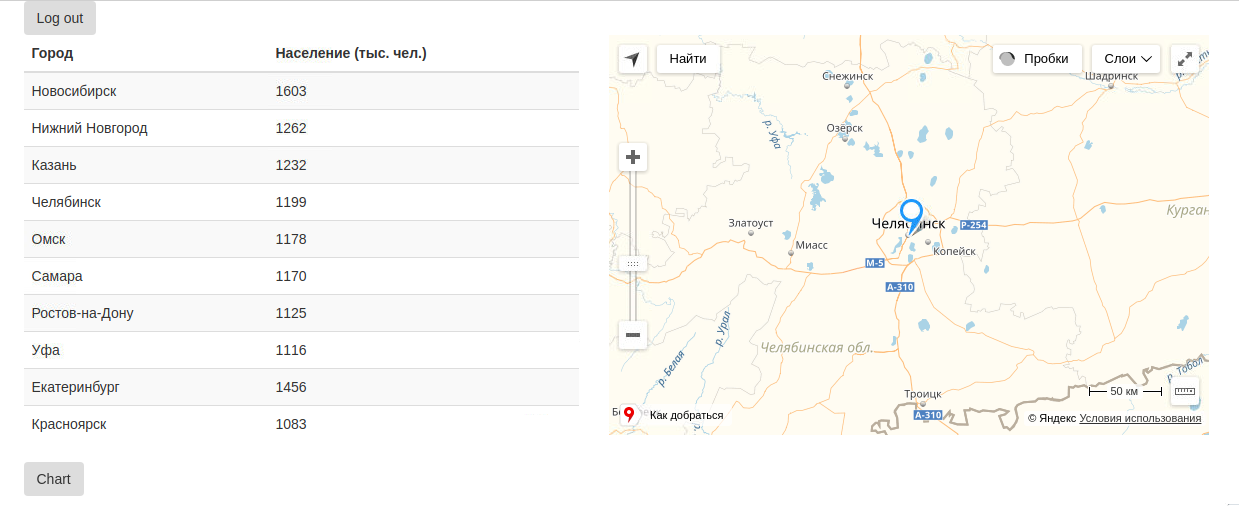 Log out
Город Население (тыс. чел.)
Новосибирск 1603
Нижний Новгород 1262
Казань 1232
Челябинск 1199
Омск 1178
Самара 1170
Ростов-на-Дону 1125
Уфа 1116
Екатеринбург 1456
Красноярск 1083
Chart
Найти Пробки Слои
Снежинск Шадринск
Озёрск
р. Уфа
Курган
Златоуст Челябинск Р-254
Миасс Копейск
М-5
А-310
р. Урал
Челябинская обл.
р. Белая
р. Тобол
Троицк 50 км
А-310
Как добраться © Яндекс Условия использования